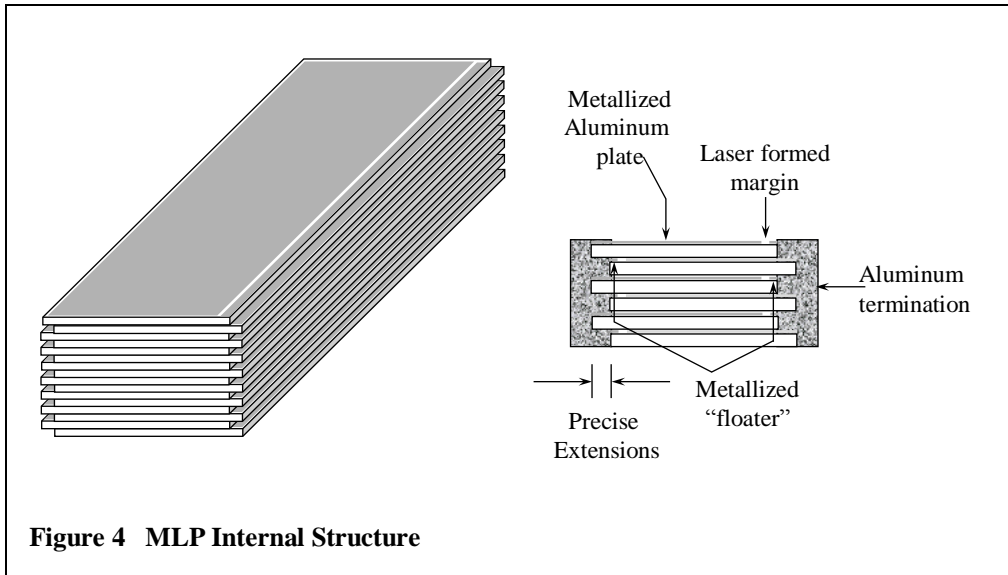 Metallized
Aluminum
plate
Laser formed
margin
Aluminum
termination
Metallized
“floater”
Precise
Extensions
Figure 4 MLP Internal Structure